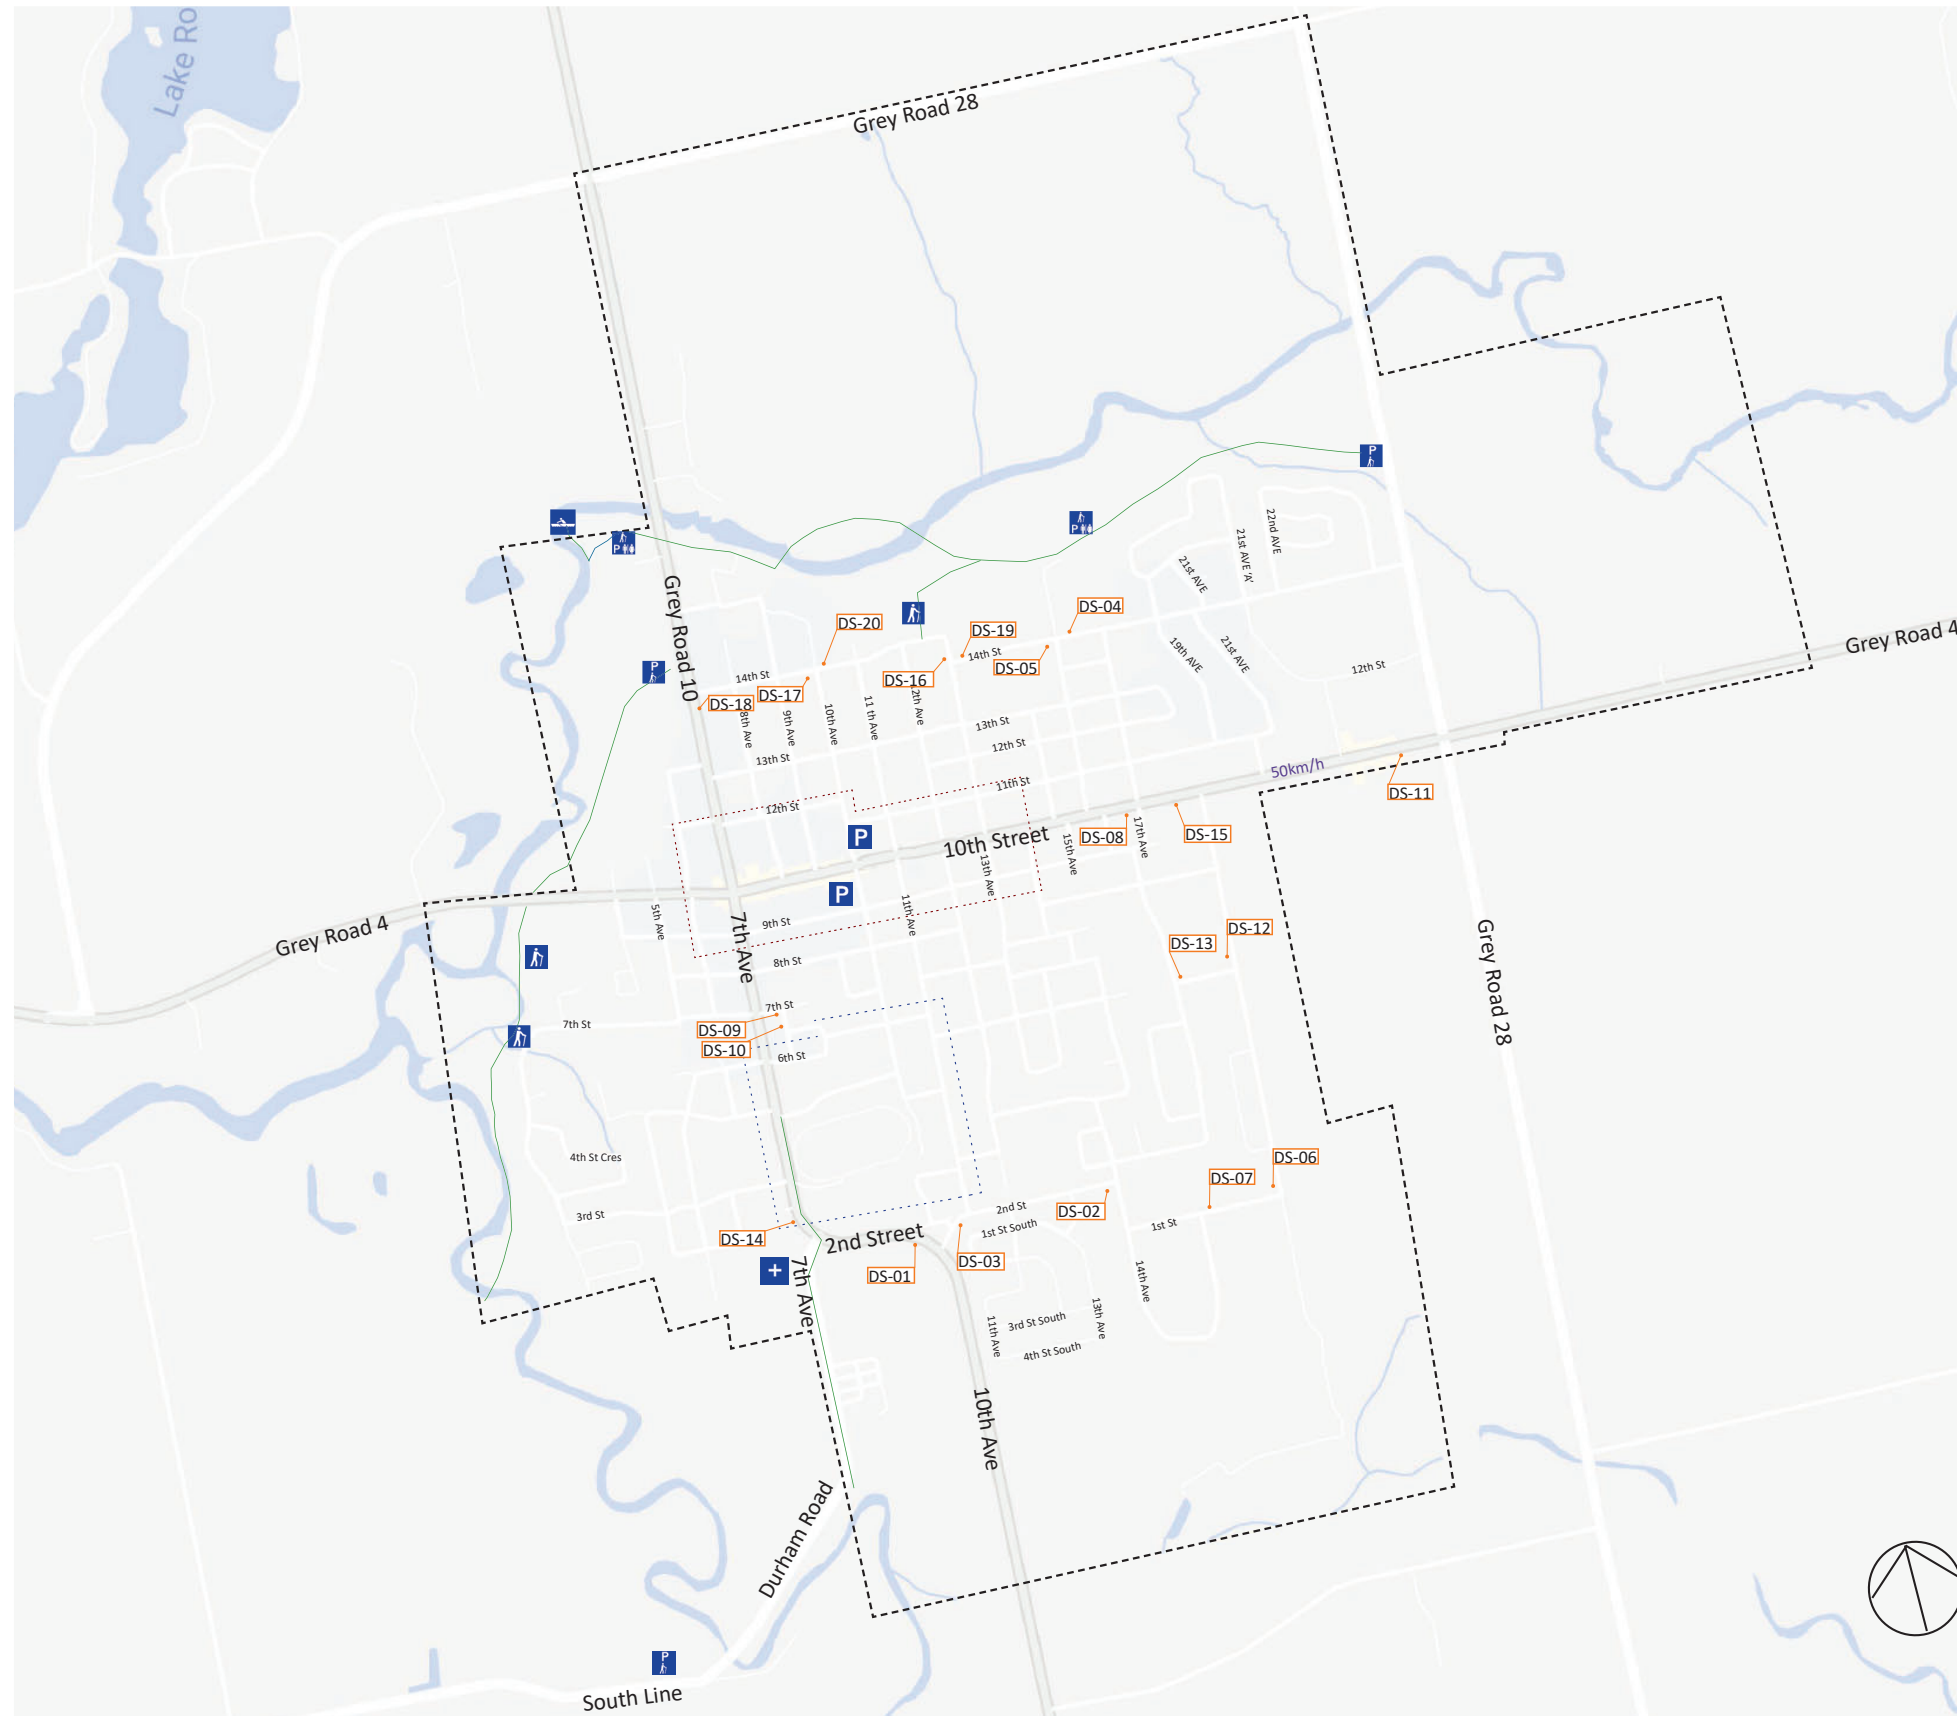 Lake Ro
Grey Road 28
22nd AVE
21st AVE 'A'
21st AVE
P
P
P
Grey Road 10
DS-20
DS-04
DS-19
14th St
DS-05
19th AVE
21st AVE
Grey Road 4
12th St
P
14th St
DS-17
DS-16
DS-18
8th Ave
9th Ave
10th Ave
11 th Ave
2th Ave
13th St
12th St
13th St
50km/h
11th St
12th St
DS-11
P
10th Street
DS-08
17th Ave
DS-15
15th Ave
13th Ave
P
Grey Road 4
5th Ave
7th Ave
9th St
11th Ave
8th St
DS-12
DS-13
Grey Road 28
7th St
7th St
DS-09
DS-10
6th St
4th St Cres
DS-06
DS-07
3rd St
2nd St
DS-02
1st St South
1st St
DS-14
2nd Street
DS-03
DS-01
7th Ave
14th Ave
11th Ave
3rd St South
13th Ave
4th St South
10th Ave
Durham Road
P
South Line